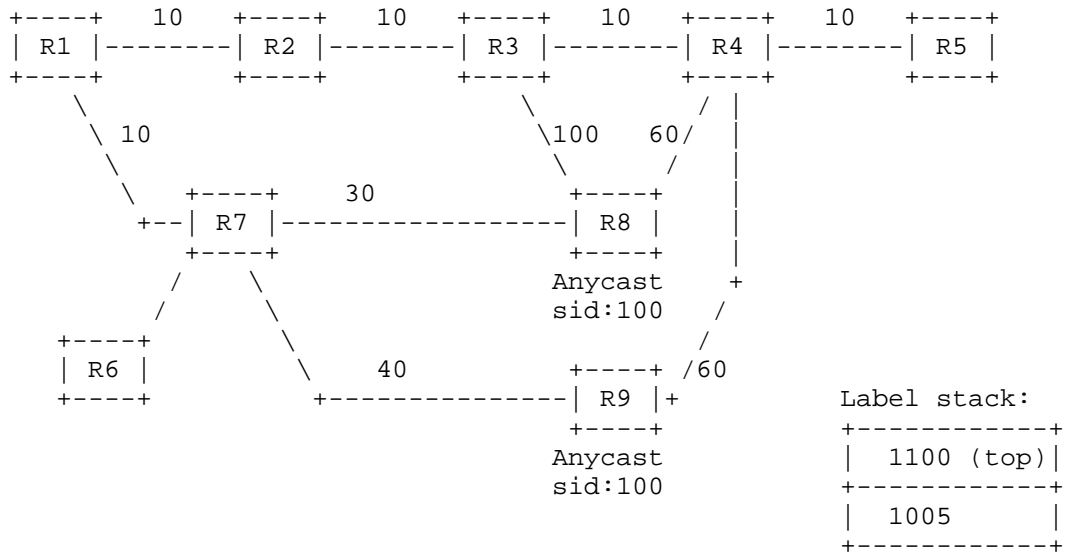 10 10 10 10
R1 R2 R3 R4 R5
10 100 60
30
R7 R8
Anycast
sid:100
R6 40 60
R9 Label stack:
Anycast 1100 (top)
sid:100
1005